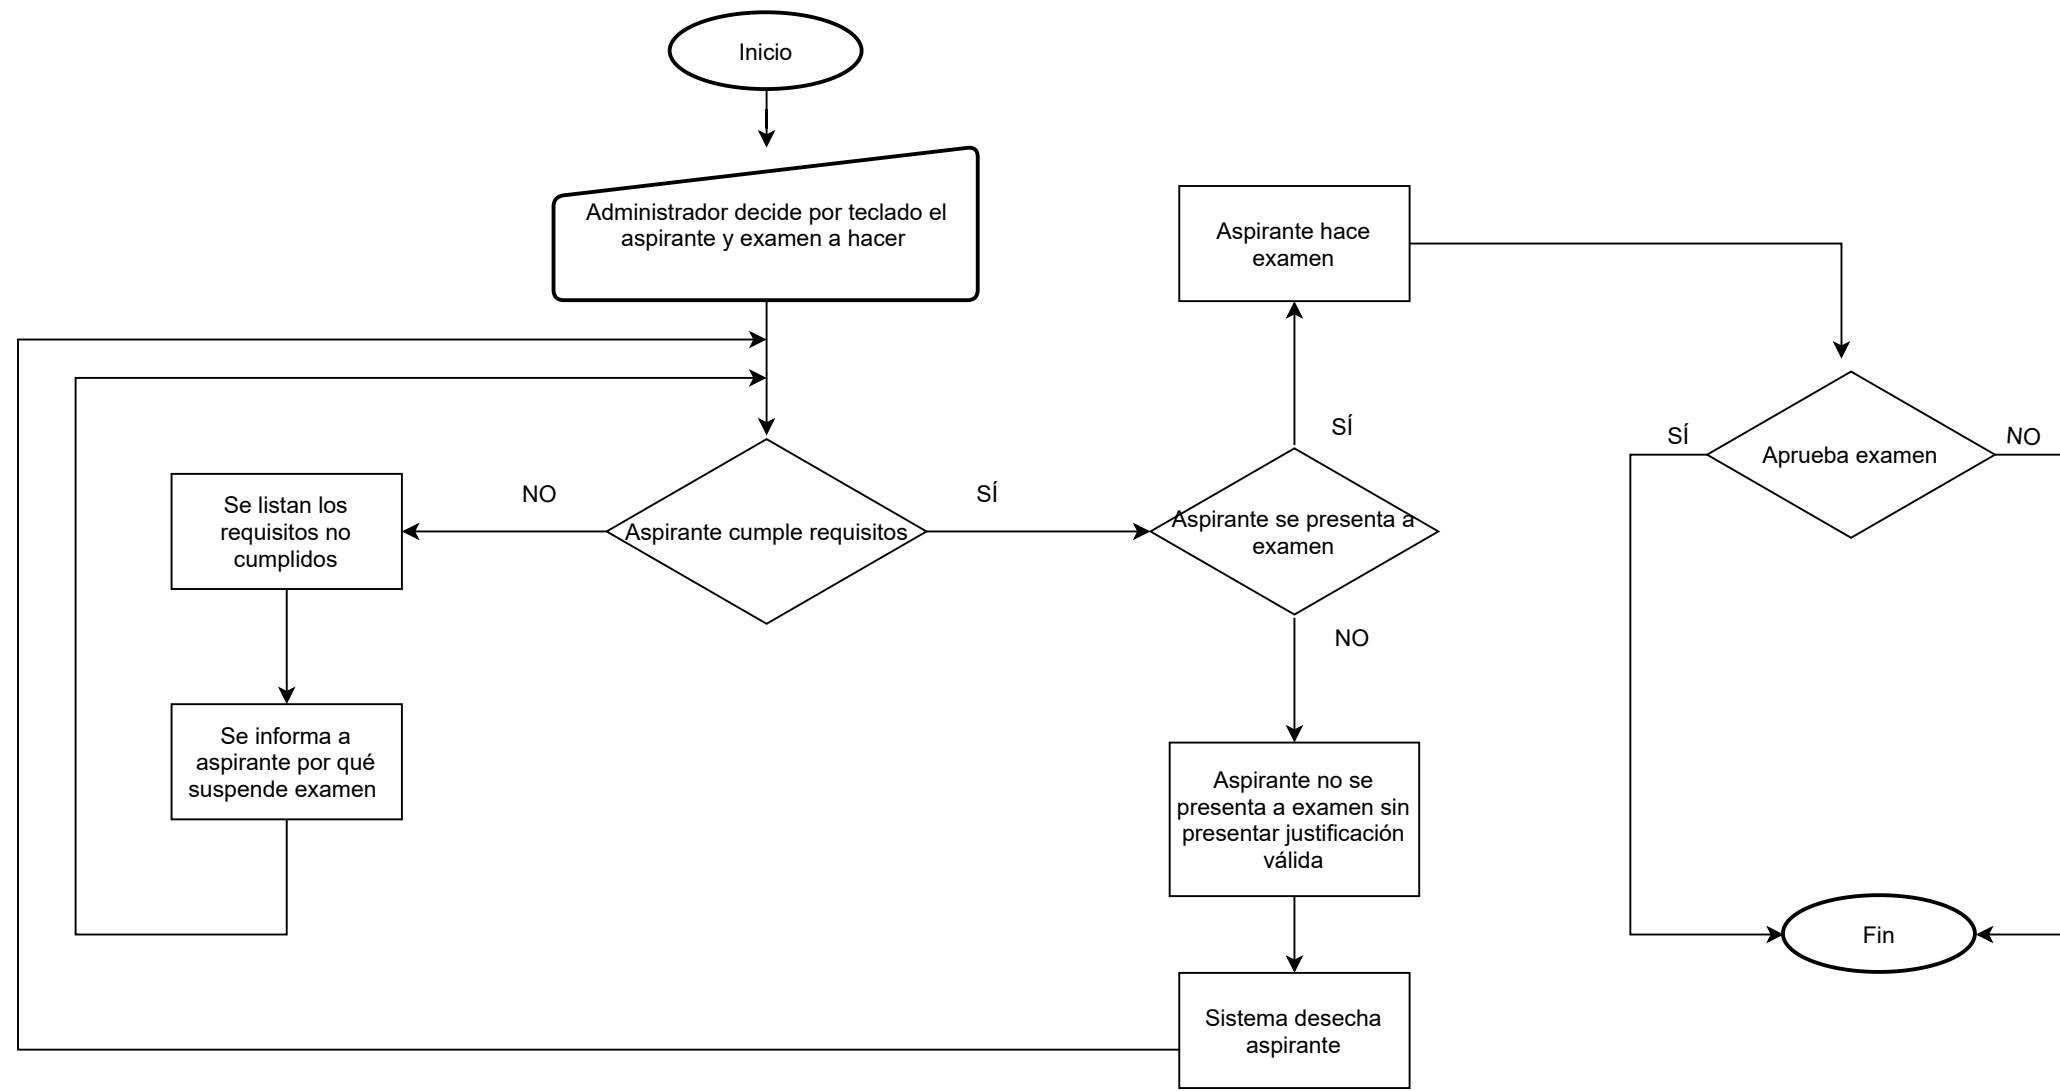 Inicio
Administrador decide por teclado el
aspirante y examen a hacer
Aspirante hace
examen
SÍ
SÍ
NO
Aprueba examen
Se listan los
requisitos no
cumplidos
NO
Aspirante cumple requisitos
SÍ
Aspirante se presenta a
examen
NO
Se informa a
aspirante por qué
suspende examen
Aspirante no se
presenta a examen sin
presentar justificación
válida
Fin
Sistema desecha
aspirante